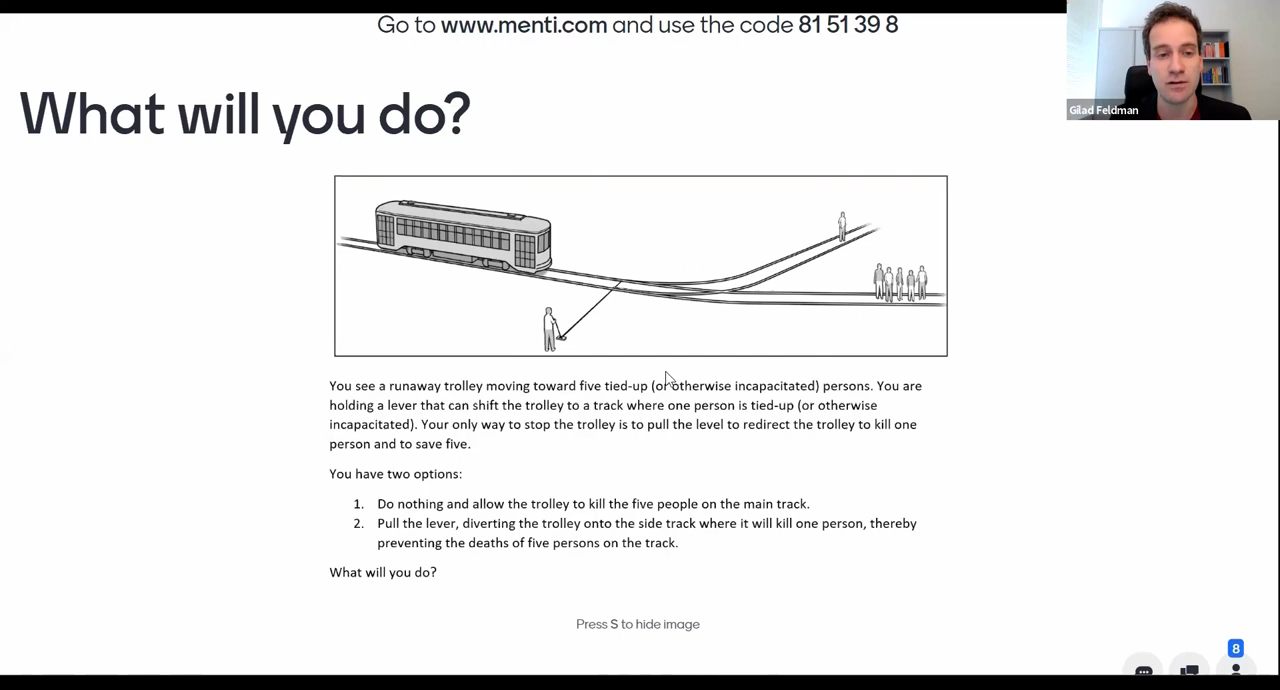 Go to www.menti.com and use the code 81 51 39 8
What will you do?
Gilad Feldman
You see a runaway trolley moving toward five tied-up (or otherwise incapacitated) persons. You are
holding a lever that can shift the trolley to a track where one person is tied-up (or otherwise
incapacitated). Your only way to stop the trolley is to pull the level to redirect the trolley to kill one
person and to save five.
You have two options:
1. Do nothing and allow the trolley to kill the five people on the main track.
2. Pull the lever, diverting the trolley onto the side track where it will kill one person, thereby
preventing the deaths of five persons on the track.
What will you do?
Press S to hide image
8